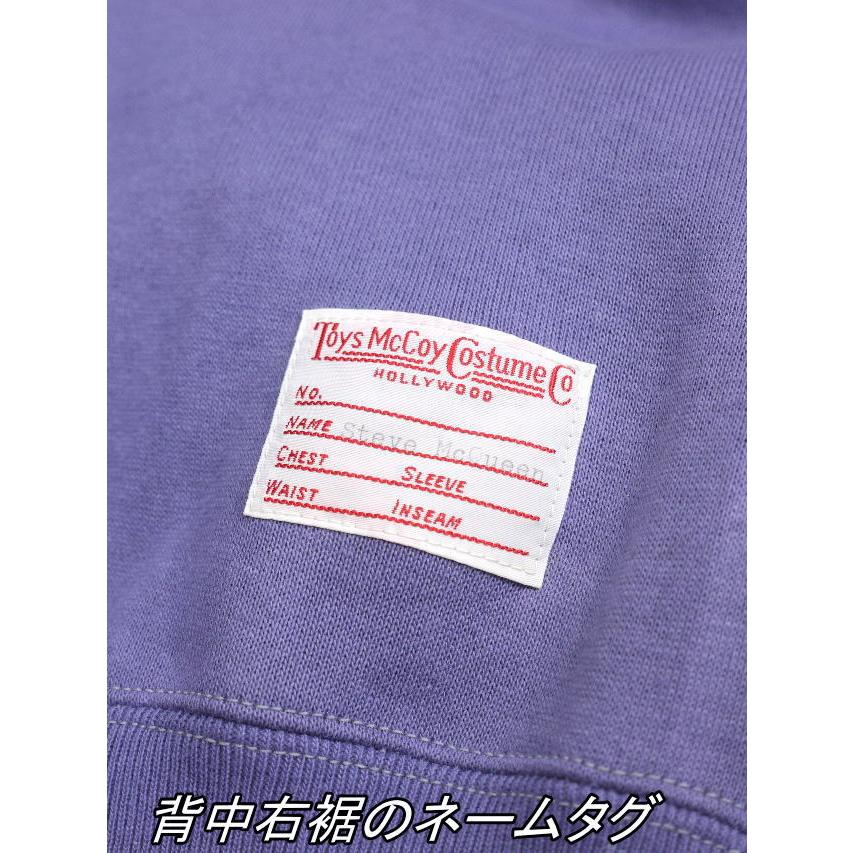 Toys McCoy Costume Co
HOLLYWOOD
NO.
NAME Steve McQueen
CHEST SLEEVE
WAIST INSEAM
背中右裾のネームタグ